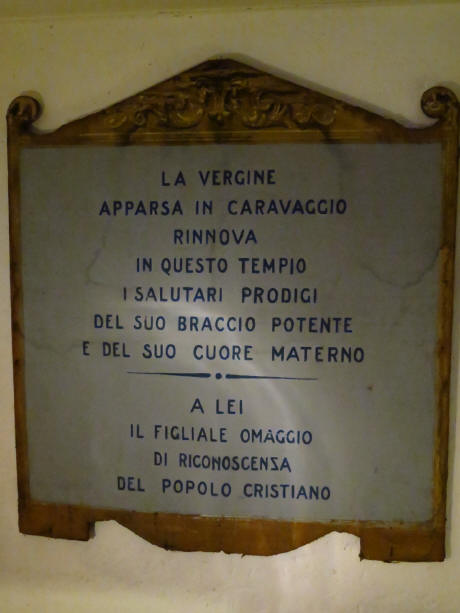 LA VERGINE
APPARSA IN CARAVAGGIO
RINNOVA
IN QUESTO TEMPIO
I SALUTARI PRODIGI
DEL SUO BRACCIO POTENTE
E DEL SUO CUORE MATERNO
A LEI
IL FIGLIALE OMÀGGIO
DI RICONOSCENZA
DEL POPOLO CRISTIANO